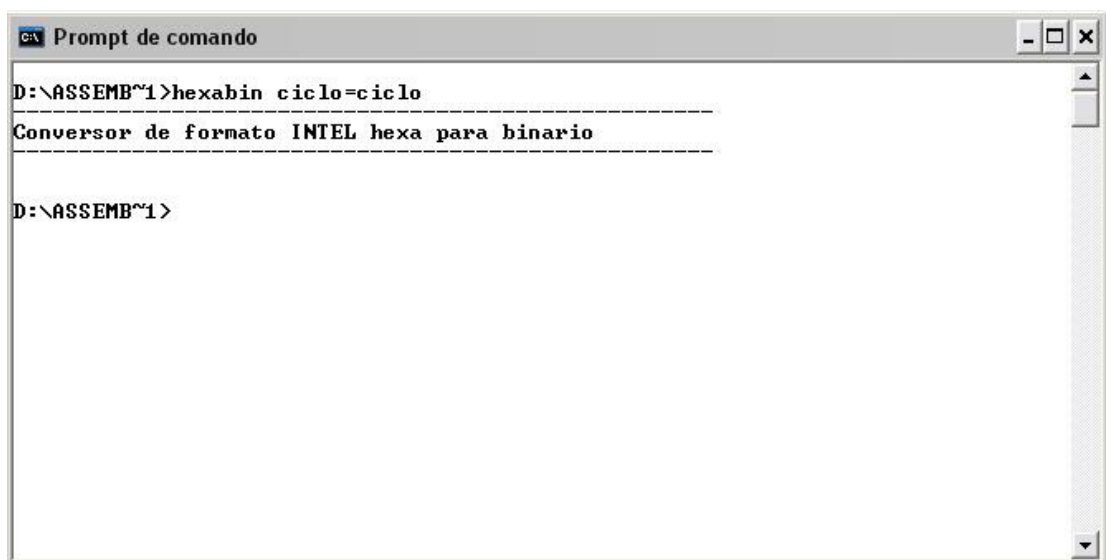 Prompt de comando
D:\ASSEMB~1>hexabin ciclo=ciclo
-----------------------------------------------------
Conversor de formato INTEL hexa para binario
-----------------------------------------------------
D:\ASSEMB~1>